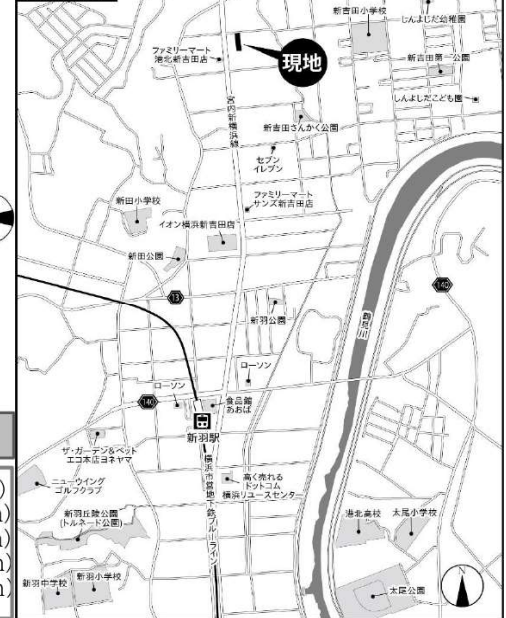 新吉田小学校
しんよしだ幼稚園
ファミリーマート
港北新吉田店
現地
新吉田第一公園
しんよしだこども園
宮内新横浜線
新吉田さんかく公園
セブン
イレブン
ファミリーマート
サンズ新吉田店
新田小学校
イオン横浜新吉田店
新田公園
13
140
新羽公園
鶴見川
ローソン
ローソン
140
食品館
あおば
新羽駅
ザ・ガーデン&ペット
エコ本店ヨネヤマ
横浜市営地下鉄ブルーライン
高く売れる
ドットコム
横浜リユースセンター
ニューウイング
ゴルフクラブ
新羽丘陵公園
(トルネード公園)
港北高校
太尾小学校
新羽中学校
新羽小学校
太尾公園
N
)
n)
n)
n)
n)